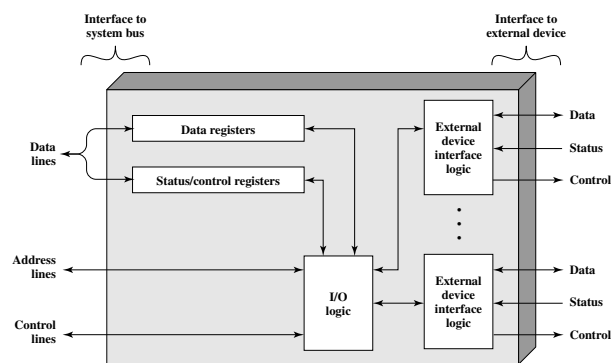 Interface to
system bus
Interface to
external device
Data
lines
Data registers
Status/control registers
External
device
interface
logic
Data
Status
Control
Address
lines
Control
lines
I/O
logic
External
device
interface
logic
Data
Status
Control